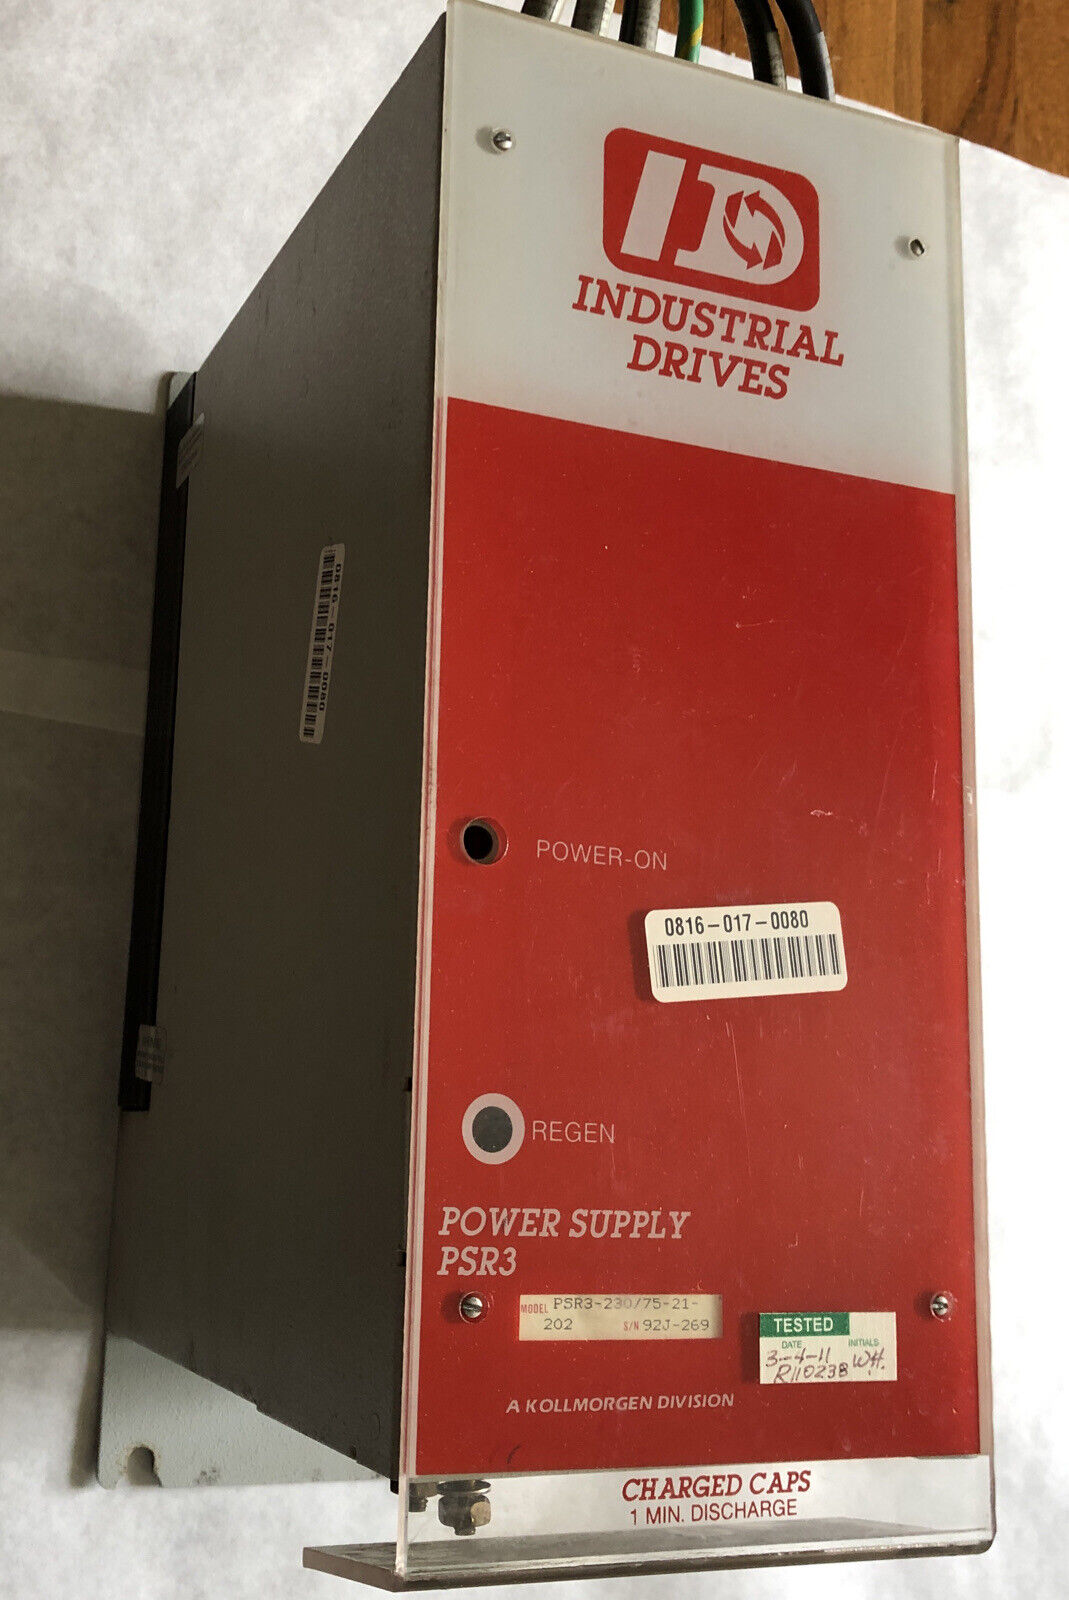 ID
INDUSTRIAL
DRIVES
0816-017-0080
POWER-ON
0816-017-0080
REGEN
POWER SUPPLY
PSR3
MODEL PSR3-230/75-21-
202 S/N 92J-269
TESTED
DATE INITIALS
3-4-11 W.H.
R110238
A KOLLMORGEN DIVISION
CHARGED CAPS
1 MIN. DISCHARGE